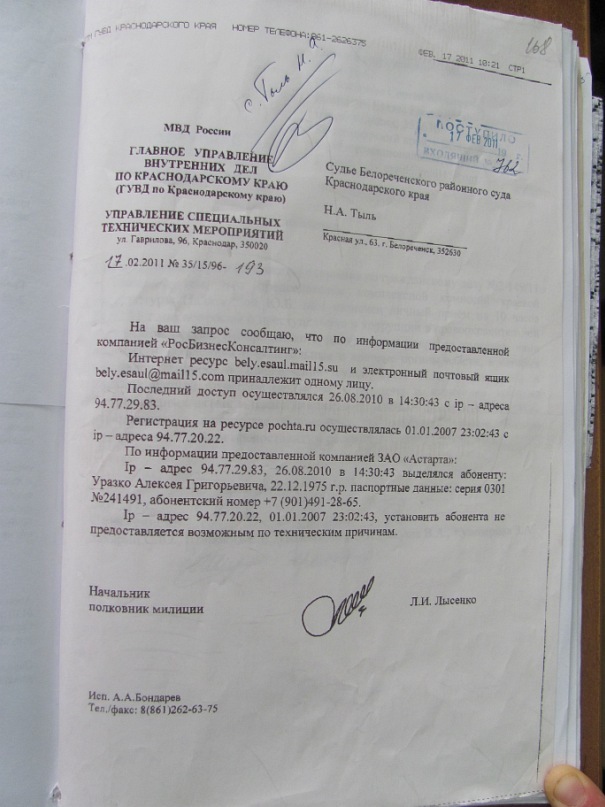 ГУВД КРАСНОДАРСКОГО КРАЯ НОМЕР ТЕЛЕФОНА:861-2626375
ФЕВ. 17 2011 10:21 СТР1
168
с. Тыль Н.А.
ПОСТУПИЛО
17 ФЕВ 2011
762
МВД России
ГЛАВНОЕ УПРАВЛЕНИЕ
ВНУТРЕННИХ ДЕЛ
ПО КРАСНОДАРСКОМУ КРАЮ
(ГУВД по Краснодарскому краю)
УПРАВЛЕНИЕ СПЕЦИАЛЬНЫХ
ТЕХНИЧЕСКИХ МЕРОПРИЯТИЙ
ул. Гаврилова, 96, Краснодар, 350020
17.02.2011 № 35/15/96- 193
Судье Белореченского районного суда
Краснодарского края
Н.А. Тыль
Красная ул., 63. г. Белореченск, 352630
На ваш запрос сообщаю, что по информации предоставленной
компанией «РосБизнесКонсалтинг»:
Интернет ресурс bely.esaul.mail15.su и электронный почтовый ящик
bely.esaul@mail15.com принадлежит одному лицу.
Последний доступ осуществлялся 26.08.2010 в 14:30:43 с ip – адреса
94.77.29.83.
Регистрация на ресурсе pochta.ru осуществлялась 01.01.2007 23:02:43 с
ip – адреса 94.77.20.22.
По информации предоставленной компанией ЗАО «Астарта»:
Ip – адрес 94.77.29.83, 26.08.2010 в 14:30:43 выделялся абоненту:
Уразко Алексея Григорьевича, 22.12.1975 г.р. паспортные данные: серия 0301
№241491, абонентский номер +7 (901)491-28-65.
Ip – адрес 94.77.20.22, 01.01.2007 23:02:43, установить абонента не
предоставляется возможным по техническим причинам.
Начальник
полковник милиции
Л.И. Лысенко
Исп. А.А.Бондарев
Тел./факс: 8(861)262-63-75